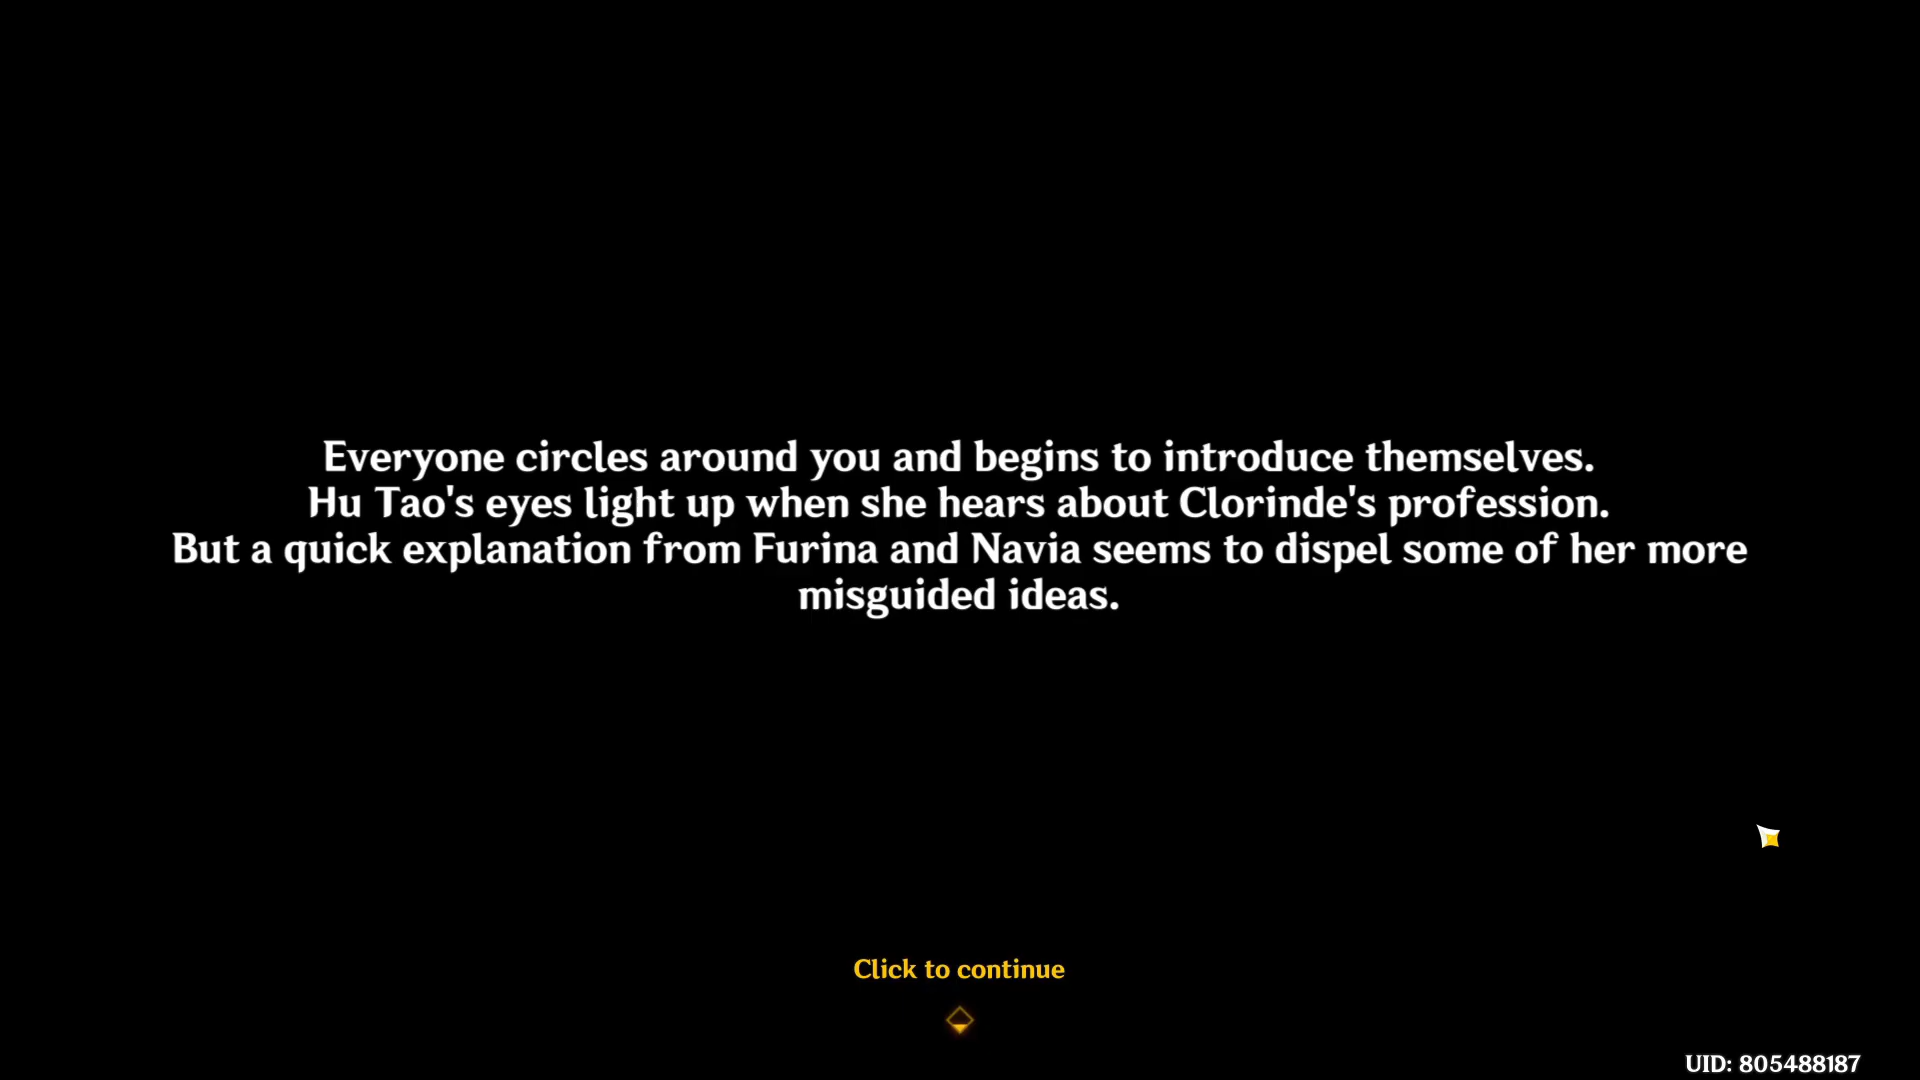 Everyone circles around you and begins to introduce themselves.
Hu Tao's eyes light up when she hears about Clorinde's profession.
But a quick explanation from Furina and Navia seems to dispel some of her more
misguided ideas.
Click to continue
UID: 805488187